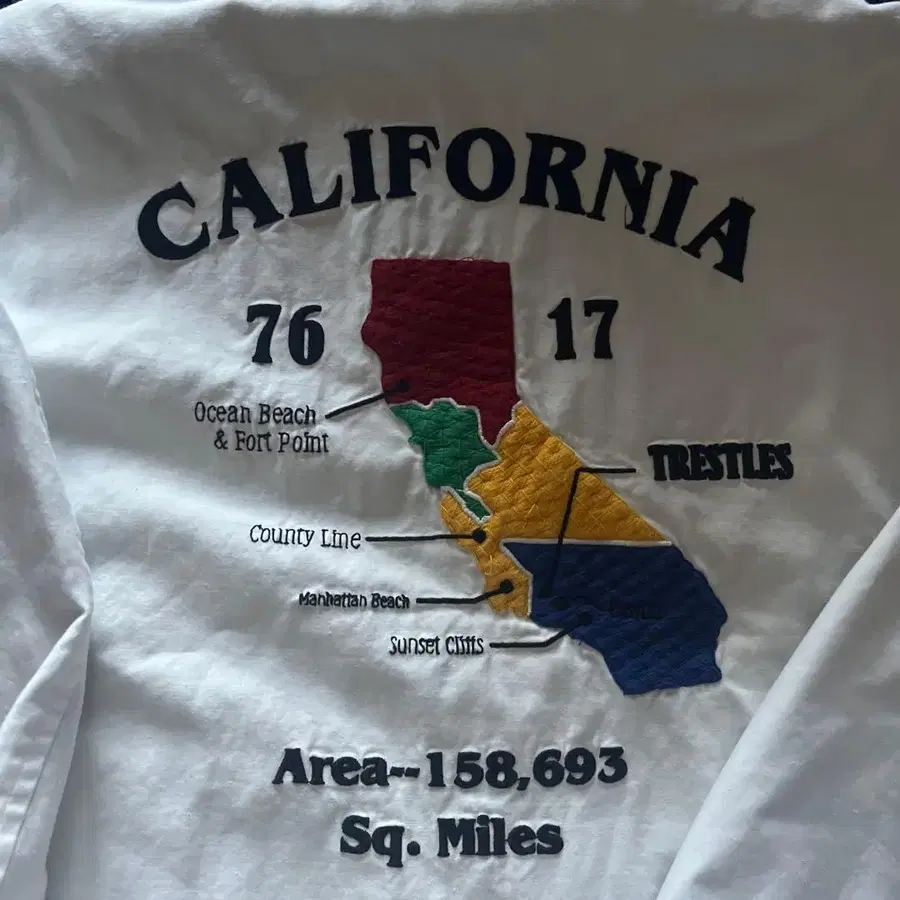 CALIFORNIA
76 17
Ocean Beach
& Fort Point
TRESTLES
County Line
Manhattan Beach
Sunset Cliffs
Area--158,693
Sq. Miles